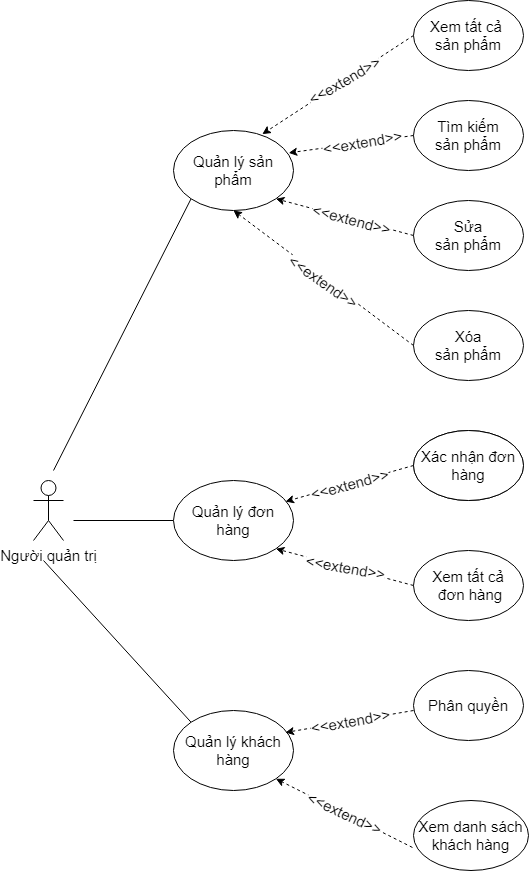 Xem tất cả
sản phẩm
<<extend>>
Tìm kiếm
sản phẩm
<<extend>>
Quản lý sản
phẩm
Sửa
sản phẩm
<<extend>>
<<extend>>
Xóa
sản phẩm
Xác nhận đơn
hàng
<<extend>>
Quản lý đơn
hàng
Người quản trị
<<extend>>
Xem tất cả
đơn hàng
Phân quyền
<<extend>>
Quản lý khách
hàng
<<extend>>
Xem danh sách
khách hàng